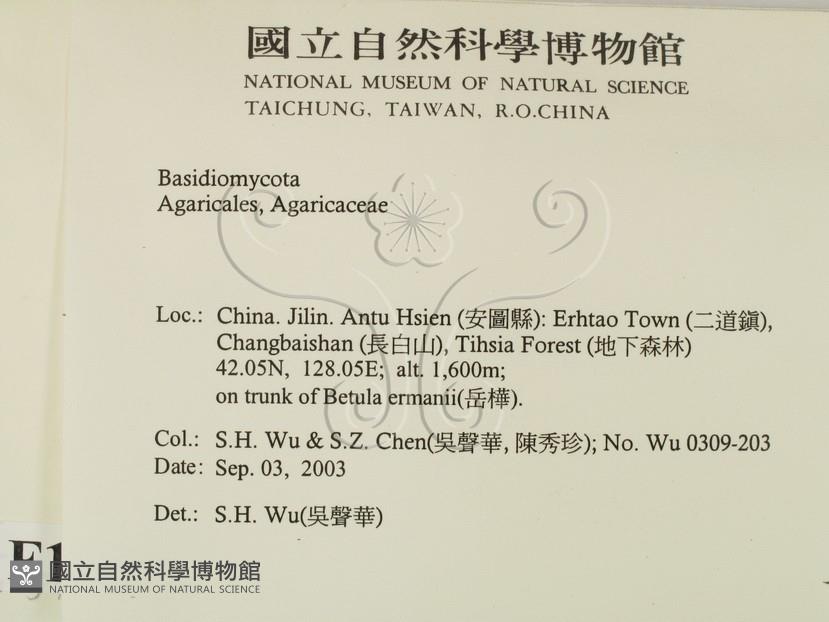 國立自然科學博物館
NATIONAL MUSEUM OF NATURAL SCIENCE
TAICHUNG, TAIWAN, R.O.CHINA
Basidiomycota
Agaricales, Agaricaceae
Loc.: China. Jilin. Antu Hsien (安圖縣): Erhtao Town (二道鎭),
Changbaishan (長白山), Tihsia Forest (地下森林)
42.05N, 128.05E; alt. 1,600m;
on trunk of Betula ermanii(岳樺).
Col.: S.H. Wu & S.Z. Chen(吳聲華, 陳秀珍); No. Wu 0309-203
Date: Sep. 03, 2003
Det.: S.H. Wu(吳聲華)
F1
國立自然科學博物館
NATIONAL MUSEUM OF NATURAL SCIENCE